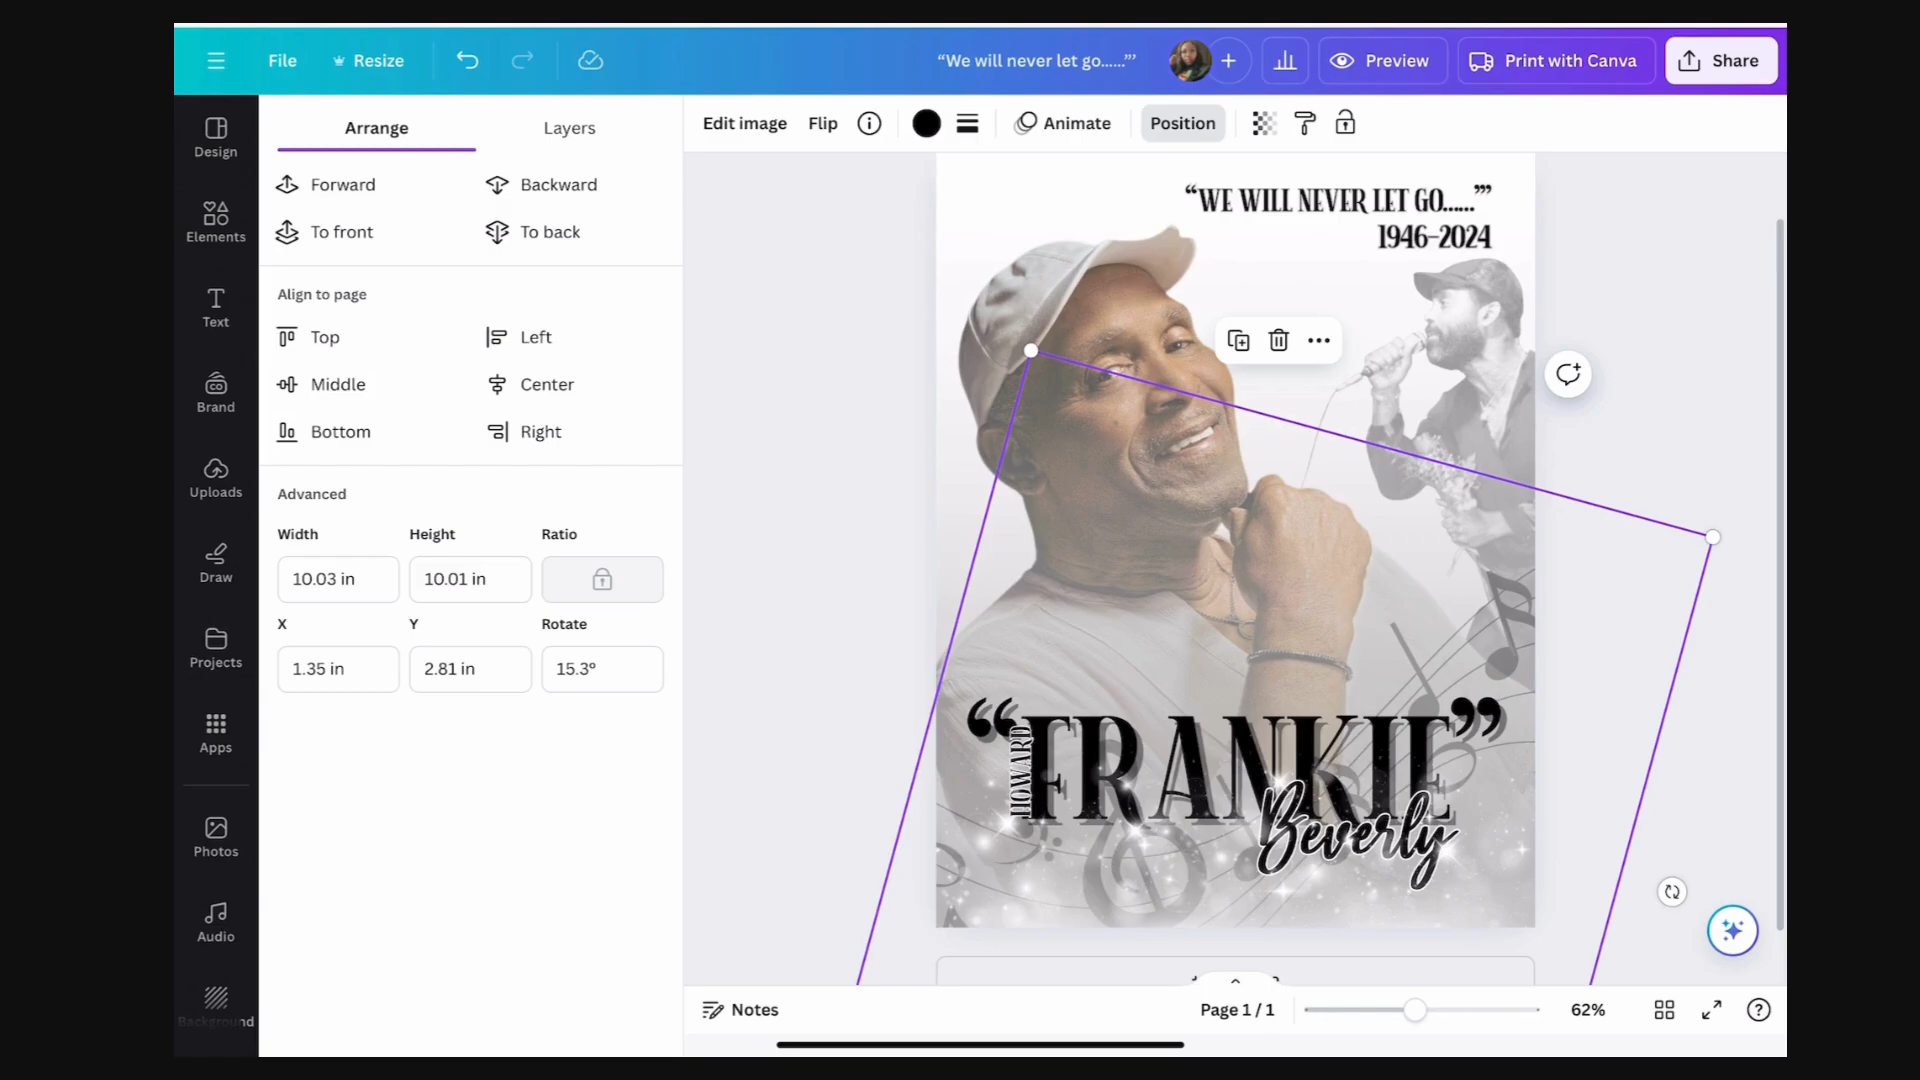 File
Resize
“We will never let go......”
Preview
Print with Canva
Share
Design
Elements
Text
Brand
CO
Uploads
Draw
Projects
Apps
Photos
Audio
Background
Arrange
Layers
Forward
Backward
To front
To back
Align to page
Top
Left
Middle
Center
Bottom
Right
Advanced
Width
Height
Ratio
10.03 in
10.01 in
X
Y
Rotate
1.35 in
2.81 in
15.3°
Edit image
Flip
Animate
Position
“WE WILL NEVER LET GO......”
1946-2024
“FRANKIE”
HOWARD
Beverly
Notes
Page 1 / 1
62%